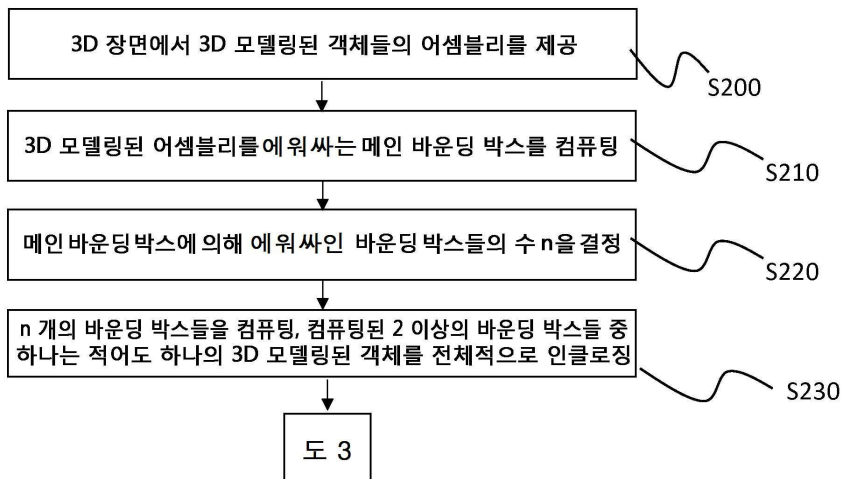 3D 장면에서 3D 모델링된 객체들의 어셈블리를 제공
S200
3D 모델링된 어셈블리를 에워싸는 메인 바운딩 박스를 컴퓨팅
S210
메인 바운딩 박스에 의해 에워싸인 바운딩 박스들의 수 n을 결정
S220
n 개의 바운딩 박스들을 컴퓨팅, 컴퓨팅된 2 이상의 바운딩 박스들 중
하나는 적어도 하나의 3D 모델링된 객체를 전체적으로 인클로징
S230
도 3